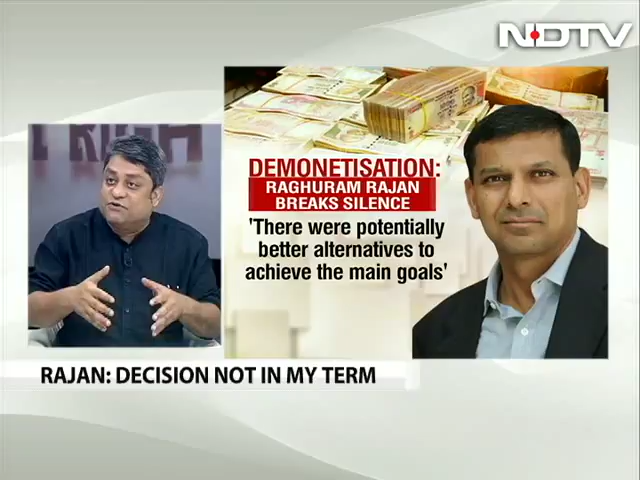 NDTV
DEMONETISATION:
RAGHURAM RAJAN
BREAKS SILENCE
'There were potentially
better alternatives to
achieve the main goals'
RAJAN: DECISION NOT IN MY TERM